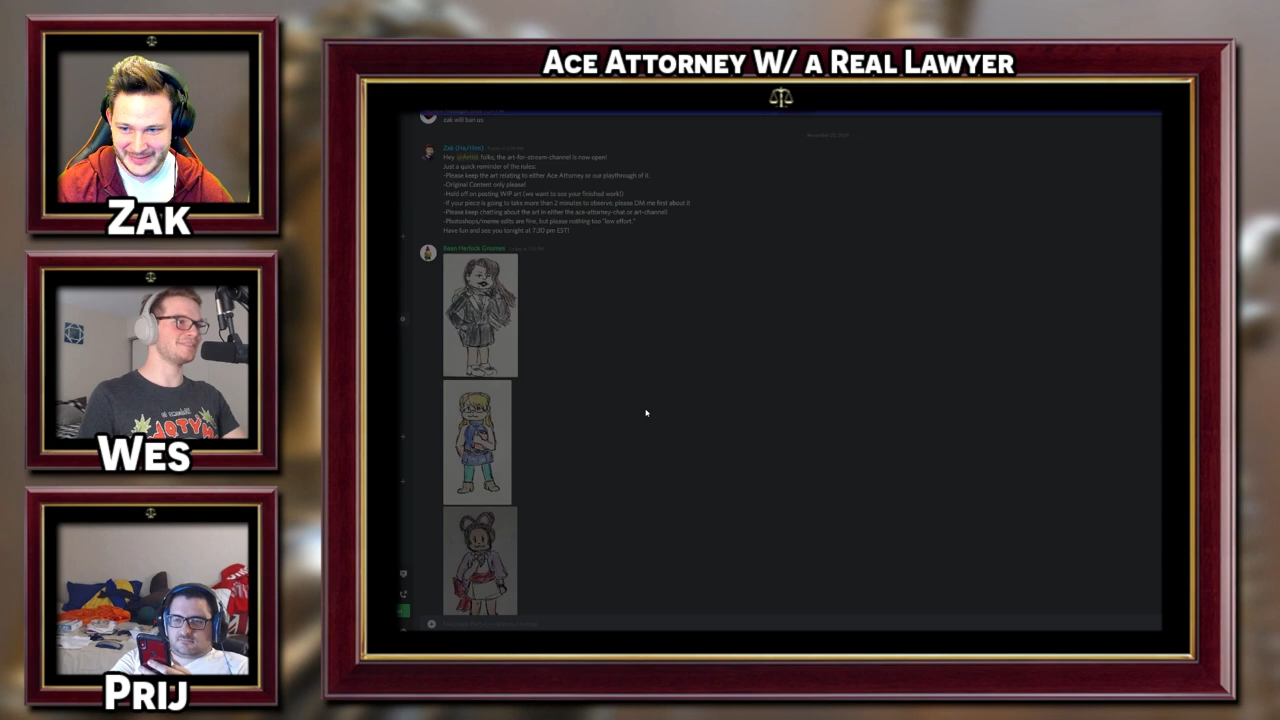 Ace Attorney W/ a Real Lawyer
Zak
Wes
Prij
zak will ban us
Zak (He/Him)
Hey @Artist folks, the art-for-stream-channel is now open!
Just a quick reminder of the rules:
-Please keep the art relating to either Ace Attorney or our playthrough of it
-Original Content only please!
-Hold off on posting WIP art (we want to see your finished work!)
-If your piece is going to take more than 2 minutes to observe, please DM me first about it
-Please keep chatting about the art in either the ace-attorney-chat or art-channel!
-Photoshops/meme edits are fine, but please nothing too "low effort."
Have fun and see you tonight at 7:30 pm EST!
Bean Herlock Gnomes